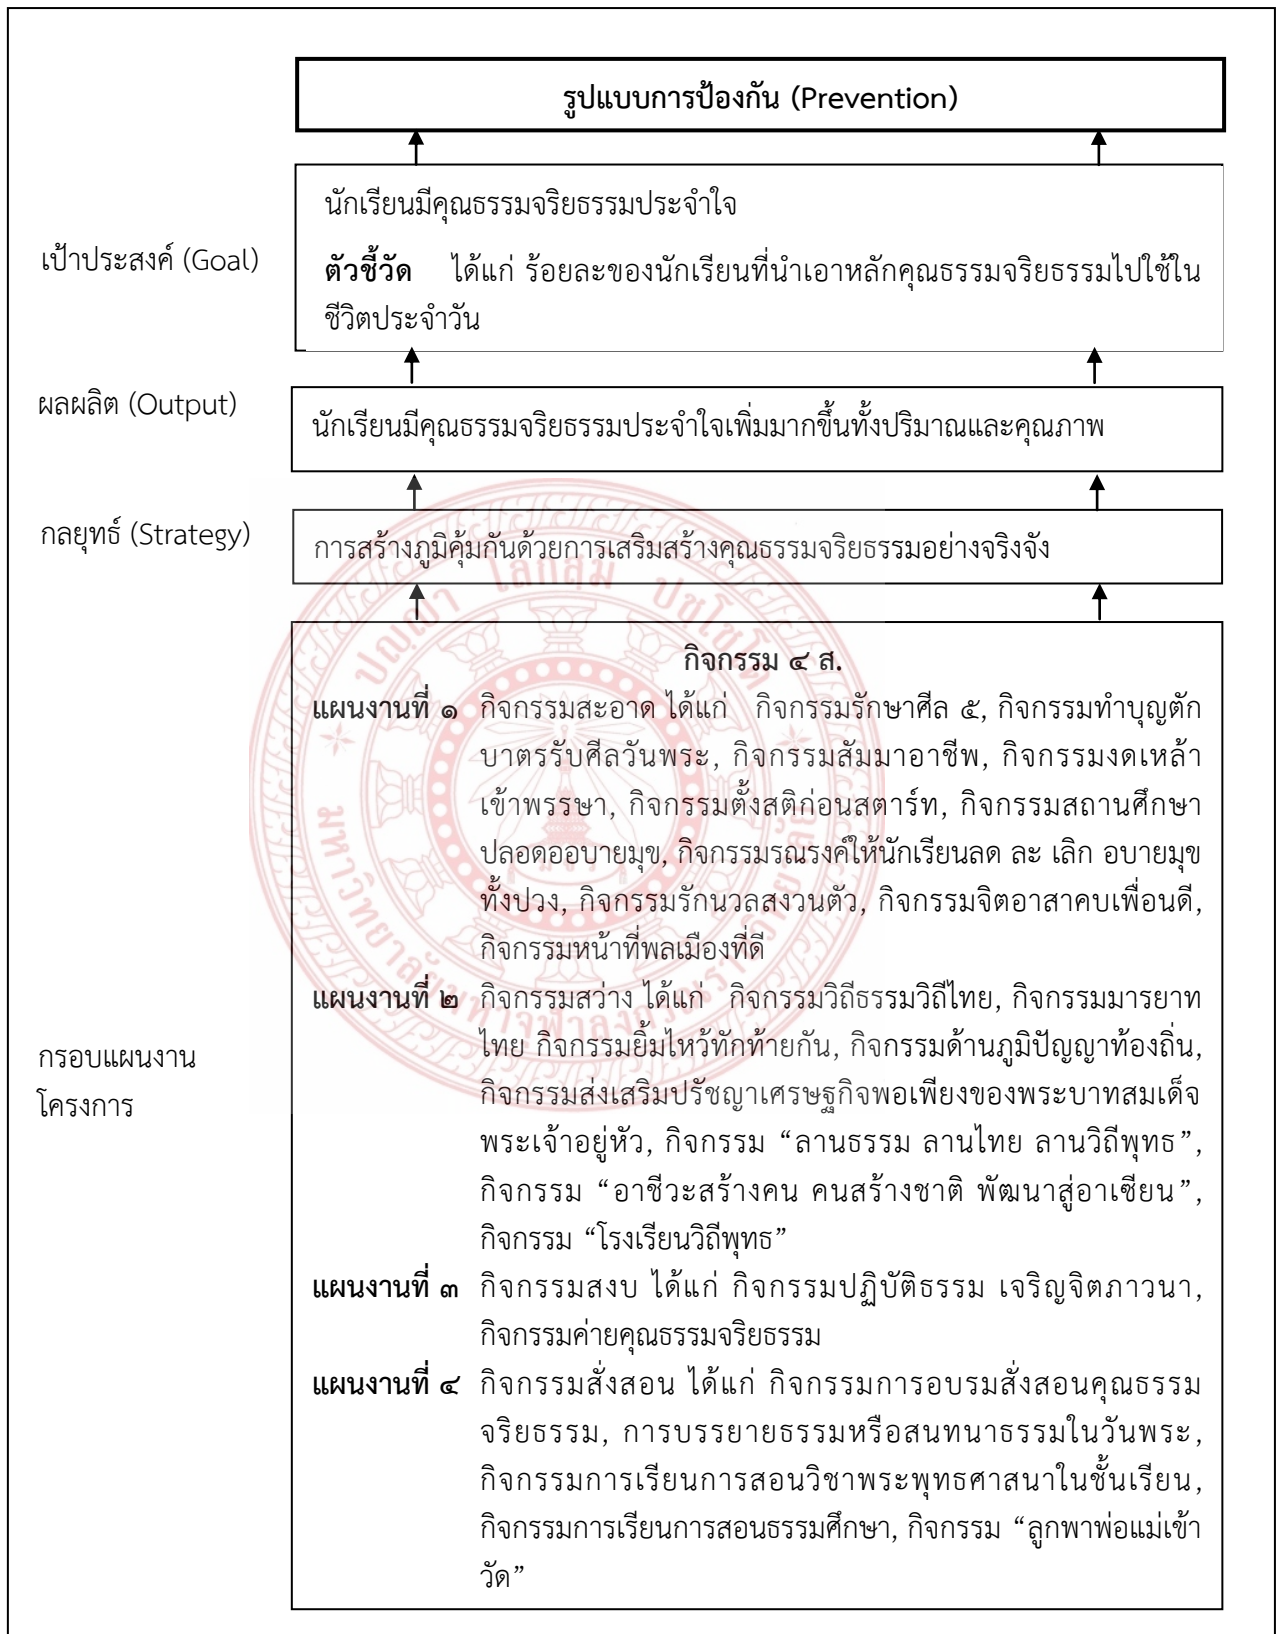 รูปแบบการป้องกัน (Prevention)
เป้าประสงค์ (Goal)
นักเรียนมีคุณธรรมจริยธรรมประจำใจ
ตัวชี้วัด ได้แก่ ร้อยละของนักเรียนที่นำเอาหลักคุณธรรมจริยธรรมไปใช้ใน
ชีวิตประจำวัน
ผลผลิต (Output)
นักเรียนมีคุณธรรมจริยธรรมประจำใจเพิ่มมากขึ้นทั้งปริมาณและคุณภาพ
กลยุทธ์ (Strategy)
การสร้างภูมิคุ้มกันด้วยการเสริมสร้างคุณธรรมจริยธรรมอย่างจริงจัง
กรอบแผนงาน
โครงการ
กิจกรรม ๔ ส.
แผนงานที่ ๑ กิจกรรมสะอาด ได้แก่ กิจกรรมรักษาศีล ๕, กิจกรรมทำบุญตัก
บาตรรับศีลวันพระ, กิจกรรมสัมมาอาชีพ, กิจกรรมงดเหล้า
เข้าพรรษา, กิจกรรมตั้งสติก่อนสตาร์ท, กิจกรรมสถานศึกษา
ปลอดออบายมุข, กิจกรรมรณรงค์ให้นักเรียนลด ละ เลิก อบายมุข
ทั้งปวง, กิจกรรมรักนวลสงวนตัว, กิจกรรมจิตอาสาคบเพื่อนดี,
กิจกรรมหน้าที่พลเมืองที่ดี
แผนงานที่ ๒ กิจกรรมสว่าง ได้แก่ กิจกรรมวิถีธรรมวิถีไทย, กิจกรรมมารยาท
ไทย กิจกรรมยิ้มไหว้ทักท้ายกัน, กิจกรรมด้านภูมิปัญญาท้องถิ่น,
กิจกรรมส่งเสริมปรัชญาเศรษฐกิจพอเพียงของพระบาทสมเด็จ
พระเจ้าอยู่หัว, กิจกรรม “ลานธรรม ลานไทย ลานวิถีพุทธ”,
กิจกรรม “อาชีวะสร้างคน คนสร้างชาติ พัฒนาสู่อาเซียน”,
กิจกรรม “โรงเรียนวิถีพุทธ”
แผนงานที่ ๓ กิจกรรมสงบ ได้แก่ กิจกรรมปฏิบัติธรรม เจริญจิตภาวนา,
กิจกรรมค่ายคุณธรรมจริยธรรม
แผนงานที่ ๔ กิจกรรมสั่งสอน ได้แก่ กิจกรรมการอบรมสั่งสอนคุณธรรม
จริยธรรม, การบรรยายธรรมหรือสนทนาธรรมในวันพระ,
กิจกรรมการเรียนการสอนวิชาพระพุทธศาสนาในชั้นเรียน,
กิจกรรมการเรียนการสอนธรรมศึกษา, กิจกรรม “ลูกพาพ่อแม่เข้า
วัด”
ปญฺญา โลกสฺมิ ปชฺโชโต
มหาวิทยาลัยมหาจุฬาลงกรณราชวิทยาลัย
มจร